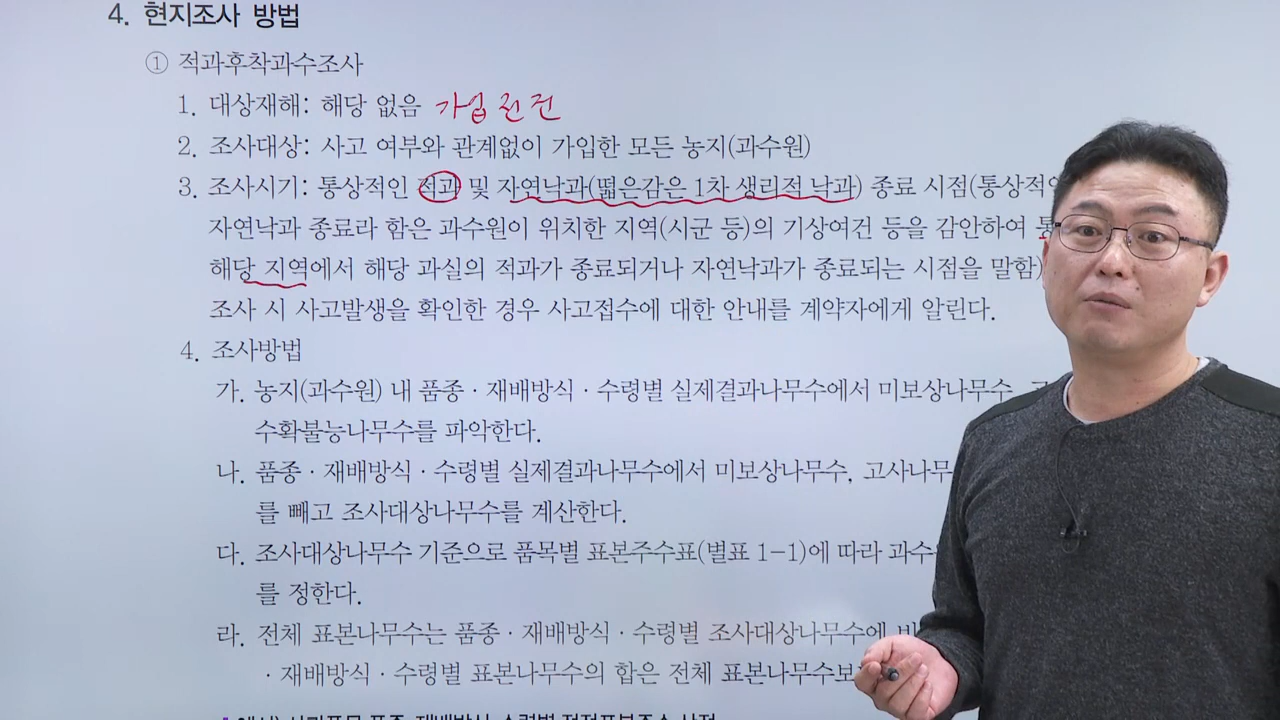 4. 현지조사 방법
① 적과후착과수조사
1. 대상재해: 해당 없음 가입 전 건
2. 조사대상: 사고 여부와 관계없이 가입한 모든 농지(과수원)
3. 조사시기: 통상적인 적과 및 자연낙과(떫은감은 1차 생리적 낙과) 종료 시점(통상적인
자연낙과 종료라 함은 과수원이 위치한 지역(시군 등)의 기상여건 등을 감안하여 통
해당 지역에서 해당 과실의 적과가 종료되거나 자연낙과가 종료되는 시점을 말함)
조사 시 사고발생을 확인한 경우 사고접수에 대한 안내를 계약자에게 알린다.
4. 조사방법
가. 농지(과수원) 내 품종·재배방식·수령별 실제결과나무수에서 미보상나무수,
수확불능나무수를 파악한다.
나. 품종·재배방식·수령별 실제결과나무수에서 미보상나무수, 고사나무
를 빼고 조사대상나무수를 계산한다.
다. 조사대상나무수 기준으로 품목별 표본주수표(별표 1-1)에 따라 과수
를 정한다.
라. 전체 표본나무수는 품종·재배방식·수령별 조사대상나무수에
·재배방식·수령별 표본나무수의 합은 전체 표본나무수보